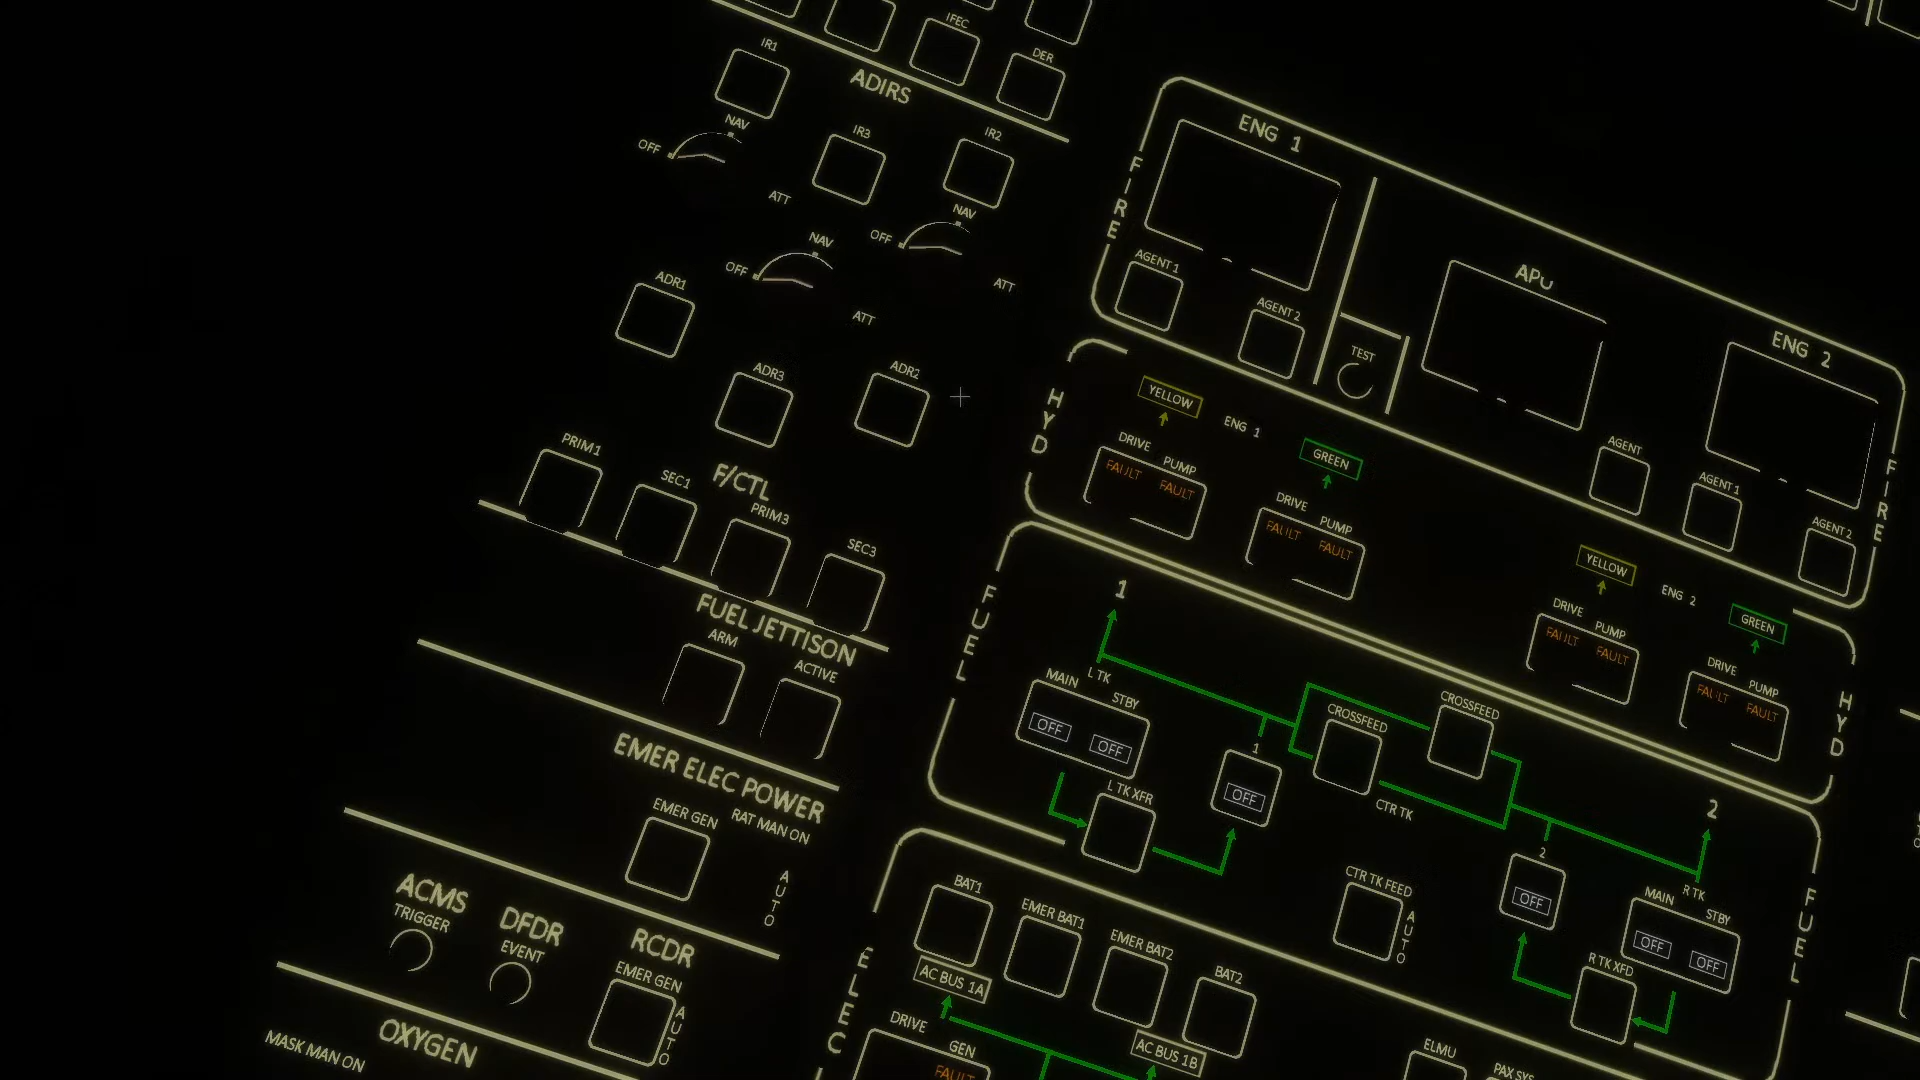 IFEC
DER
IR1
ADIRS
OFF
NAV
IR3
IR2
ATT
OFF
NAV
OFF
NAV
ATT
ATT
ADR1
ADR3
ADR2
PRIM1
SEC1
F/CTL
PRIM3
SEC3
FUEL JETTISON
ARM
ACTIVE
EMER ELEC POWER
EMER GEN
RAT MAN ON
AUTO
ACMS
TRIGGER
DFDR
EVENT
RCDR
EMER GEN
AUTO
OXYGEN
MASK MAN ON
FIRE
ENG 1
AGENT 1
AGENT 2
TEST
APU
AGENT
ENG 2
AGENT 1
AGENT 2
FIRE
HYD
YELLOW
ENG 1
GREEN
DRIVE PUMP
FAULT FAULT
DRIVE PUMP
FAULT FAULT
YELLOW
ENG 2
GREEN
DRIVE PUMP
FAULT FAULT
DRIVE PUMP
FAULT FAULT
HYD
FUEL
1
L TK
MAIN
STBY
OFF
OFF
L TK XFR
1
OFF
CROSSFEED
CROSSFEED
CTR TK
2
CTR TK FEED
AUTO
2
OFF
R TK
MAIN
STBY
OFF
OFF
R TK XFD
FUEL
ELEC
BAT1
EMER BAT1
EMER BAT2
BAT2
AC BUS 1A
AC BUS 1B
DRIVE
GEN
FAULT
ELMU
PAX SYS